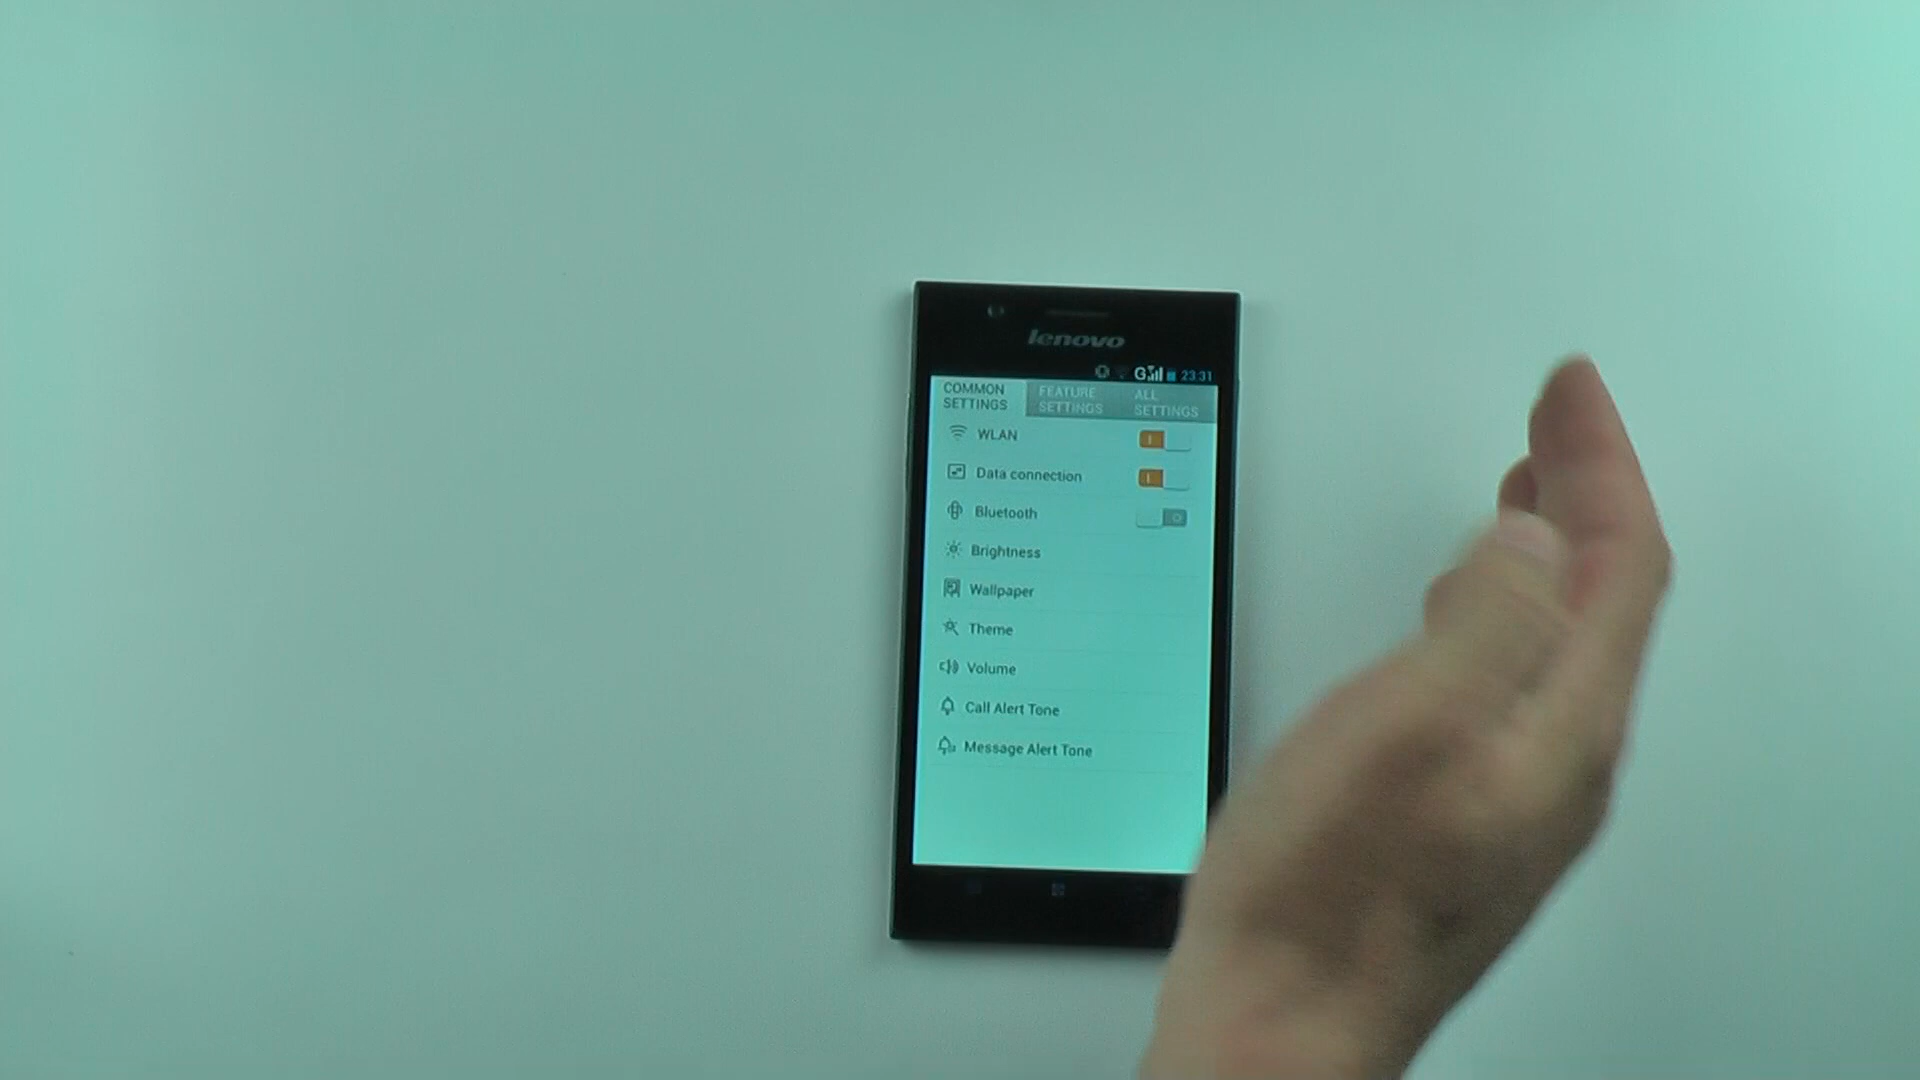 lenovo
G 23:31
COMMON SETTINGS
FEATURE SETTINGS
ALL SETTINGS
WLAN
Data connection
Bluetooth
Brightness
Wallpaper
Theme
Volume
Call Alert Tone
Message Alert Tone